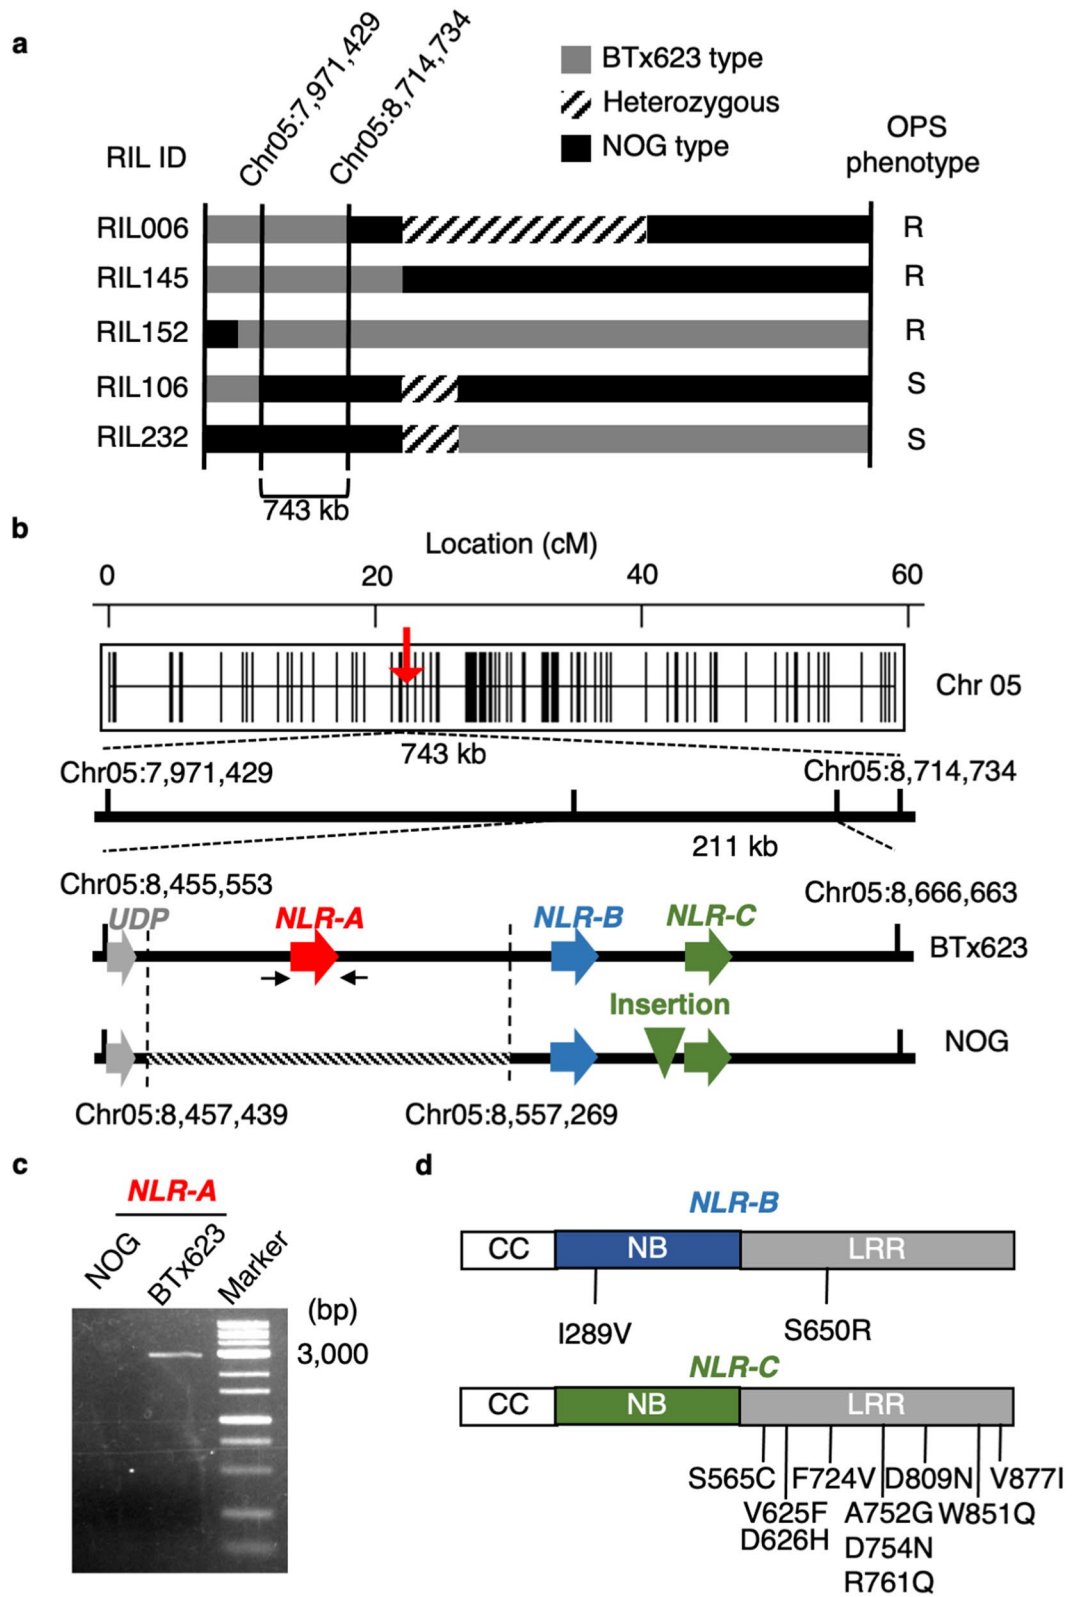 a
Chr05:7,971,429
Chr05:8,714,734
BTx623 type
Heterozygous
NOG type
RIL ID
OPS
phenotype
RIL006 R
RIL145 R
RIL152 R
RIL106 S
RIL232 S
743 kb
b
Location (cM)
0 20 40 60
Chr 05
743 kb
Chr05:7,971,429 Chr05:8,714,734
211 kb
Chr05:8,455,553 Chr05:8,666,663
UDP NLR-A NLR-B NLR-C
BTx623
Insertion
NOG
Chr05:8,457,439 Chr05:8,557,269
c
NLR-A
NOG BTx623 Marker
(bp)
3,000
d
NLR-B
CC NB LRR
I289V S650R
NLR-C
CC NB LRR
S565C F724V D809N V877I
V625F A752G W851Q
D626H D754N
R761Q